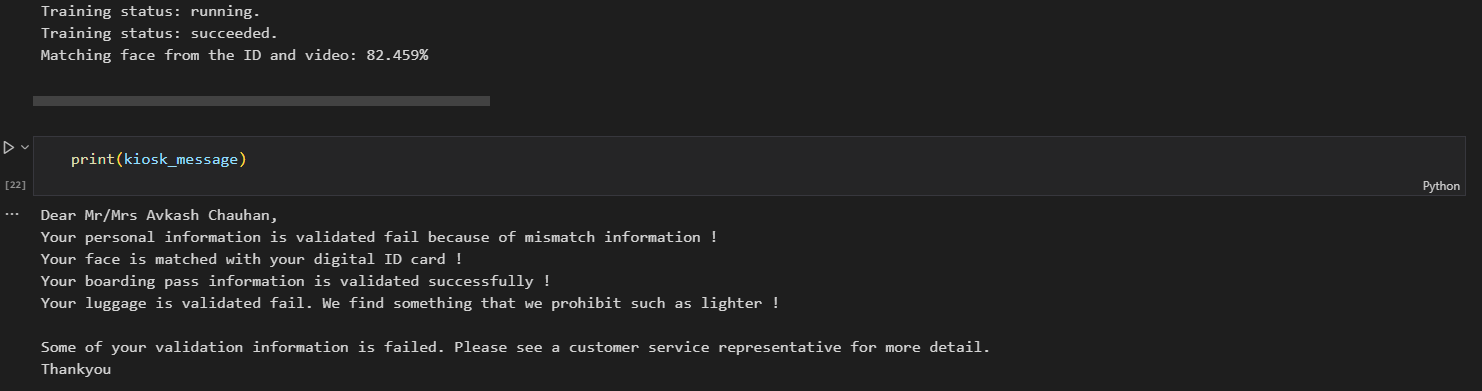 Training status: running.
Training status: succeeded.
Matching face from the ID and video: 82.459%
print(kiosk_message)
[22]
Python
...
Dear Mr/Mrs Avkash Chauhan,
Your personal information is validated fail because of mismatch information !
Your face is matched with your digital ID card !
Your boarding pass information is validated successfully !
Your luggage is validated fail. We find something that we prohibit such as lighter !
Some of your validation information is failed. Please see a customer service representative for more detail.
Thankyou